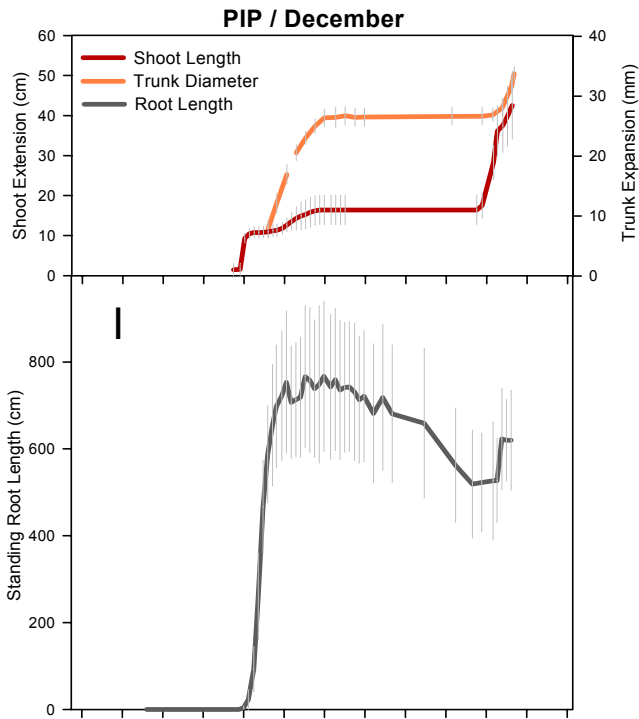 PIP / December
60
50
40
30
20
10
0
Shoot Extension (cm)
Shoot Length
Trunk Diameter
Root Length
40
30
20
10
0
Trunk Expansion (mm)
I
800
600
400
200
0
Standing Root Length (cm)